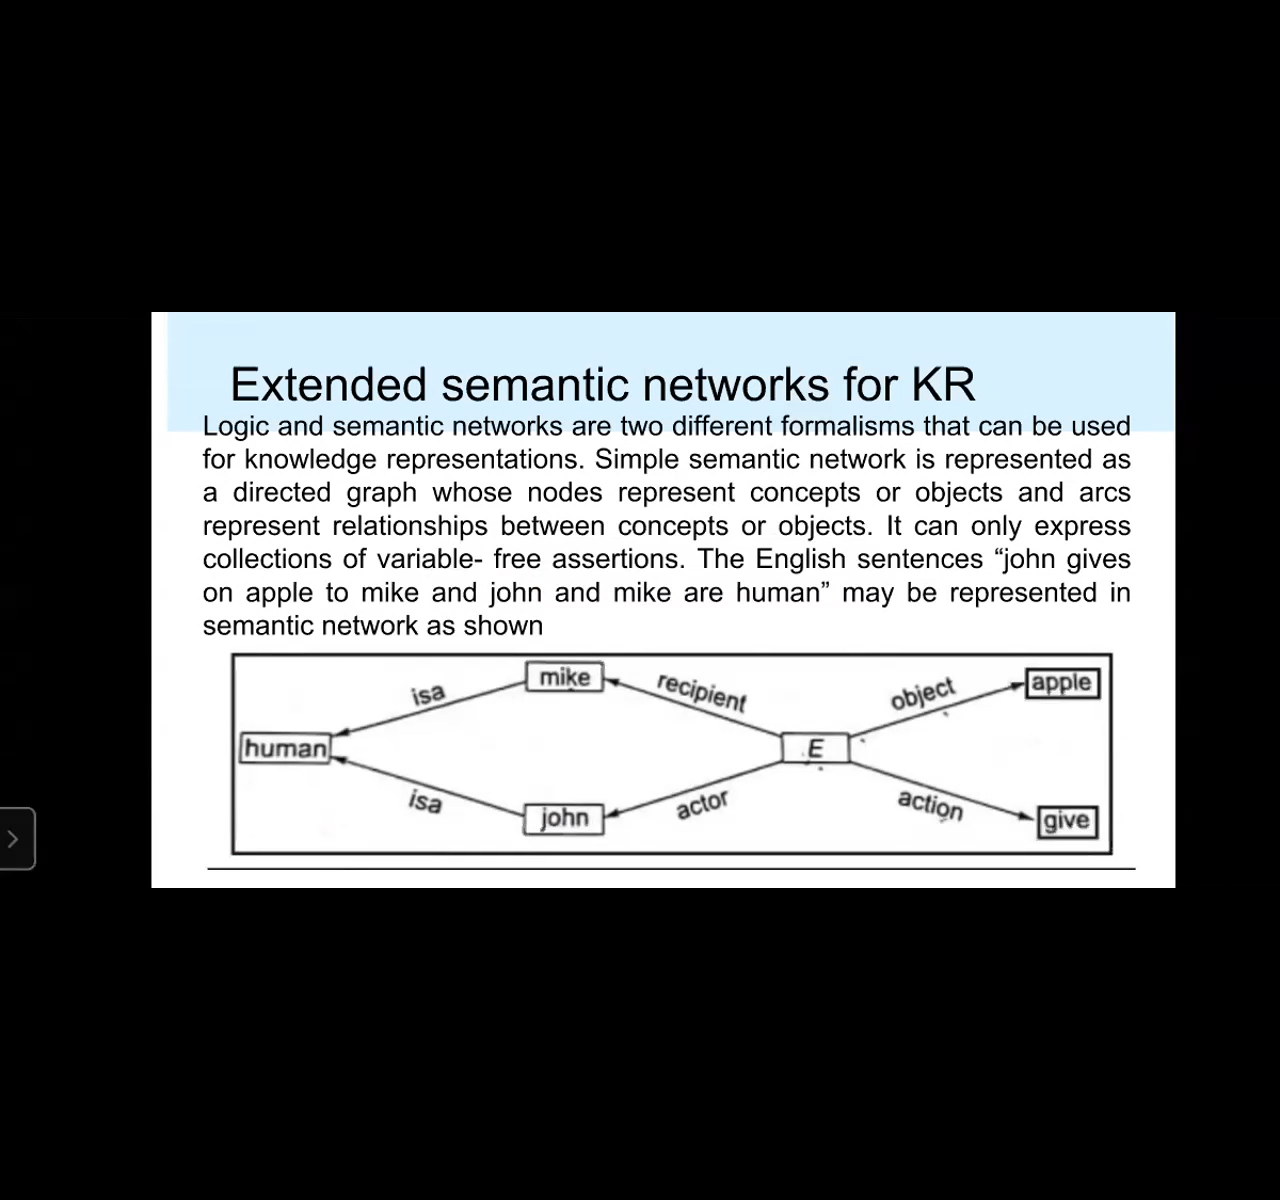 Extended semantic networks for KR
Logic and semantic networks are two different formalisms that can be used
for knowledge representations. Simple semantic network is represented as
a directed graph whose nodes represent concepts or objects and arcs
represent relationships between concepts or objects. It can only express
collections of variable- free assertions. The English sentences “john gives
on apple to mike and john and mike are human” may be represented in
semantic network as shown
mike
recipient
object
apple
isa
human
E
isa
john
actor
action
give